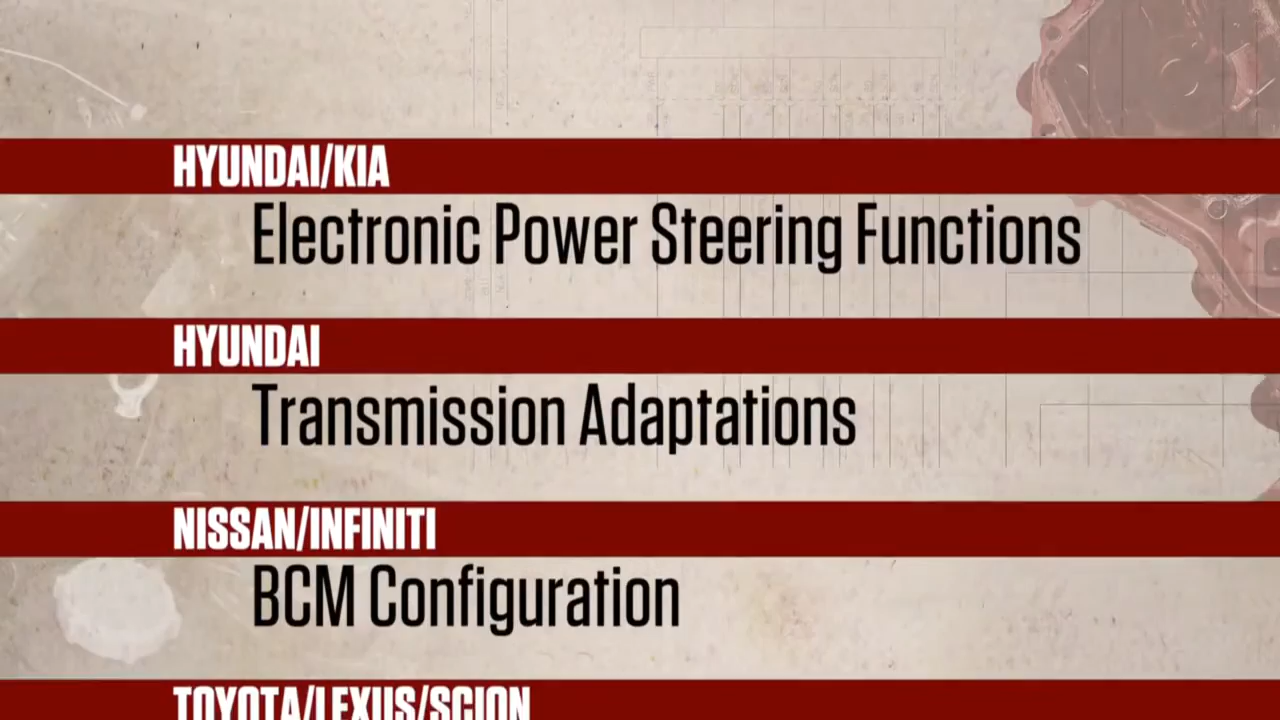 HYUNDAI/KIA
Electronic Power Steering Functions
HYUNDAI
Transmission Adaptations
NISSAN/INFINITI
BCM Configuration
TOYOTA/LEXUS/SCION